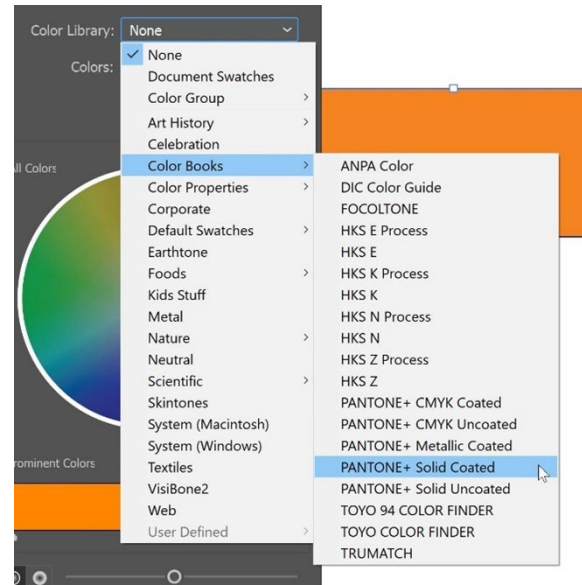 Color Library:
None
Colors:
None
Document Swatches
Color Group
Art History
Celebration
Color Books
Color Properties
Corporate
Default Swatches
Earthtone
Foods
Kids Stuff
Metal
Nature
Neutral
Scientific
Skintones
System (Macintosh)
System (Windows)
Textiles
VisiBone2
Web
User Defined
ANPA Color
DIC Color Guide
FOCOLTONE
HKS E Process
HKS E
HKS K Process
HKS K
HKS N Process
HKS N
HKS Z Process
HKS Z
PANTONE+ CMYK Coated
PANTONE+ CMYK Uncoated
PANTONE+ Metallic Coated
PANTONE+ Solid Coated
PANTONE+ Solid Uncoated
TOYO 94 COLOR FINDER
TOYO COLOR FINDER
TRUMATCH
ll Colors
rominent Colors